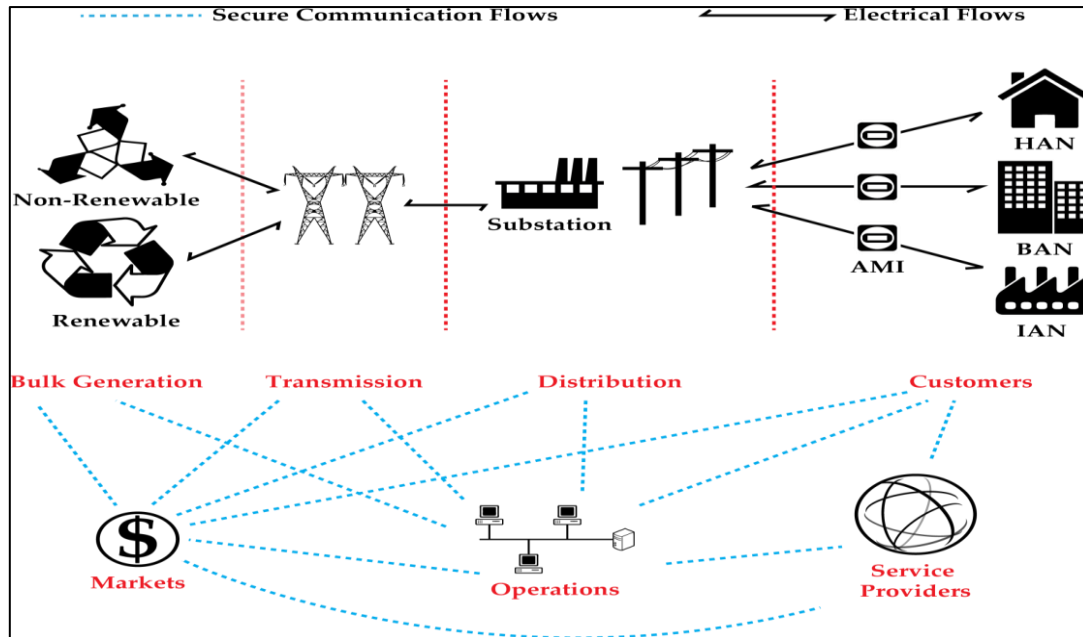 Secure Communication Flows
Electrical Flows
Non-Renewable
Renewable
Substation
AMI
HAN
BAN
IAN
Bulk Generation
Transmission
Distribution
Customers
$
Markets
Operations
Service
Providers